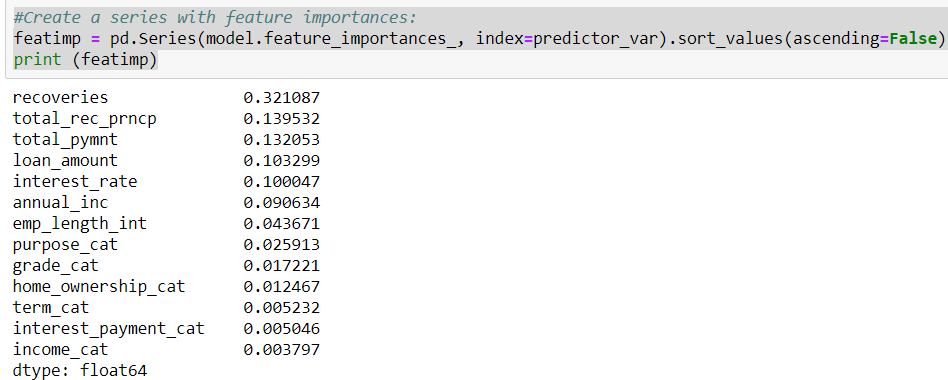 #Create a series with feature importances:
featimp = pd.Series(model.feature_importances_, index=predictor_var).sort_values(ascending=False)
print (featimp)
recoveries 0.321087
total_rec_prncp 0.139532
total_pymnt 0.132053
loan_amount 0.103299
interest_rate 0.100047
annual_inc 0.090634
emp_length_int 0.043671
purpose_cat 0.025913
grade_cat 0.017221
home_ownership_cat 0.012467
term_cat 0.005232
interest_payment_cat 0.005046
income_cat 0.003797
dtype: float64